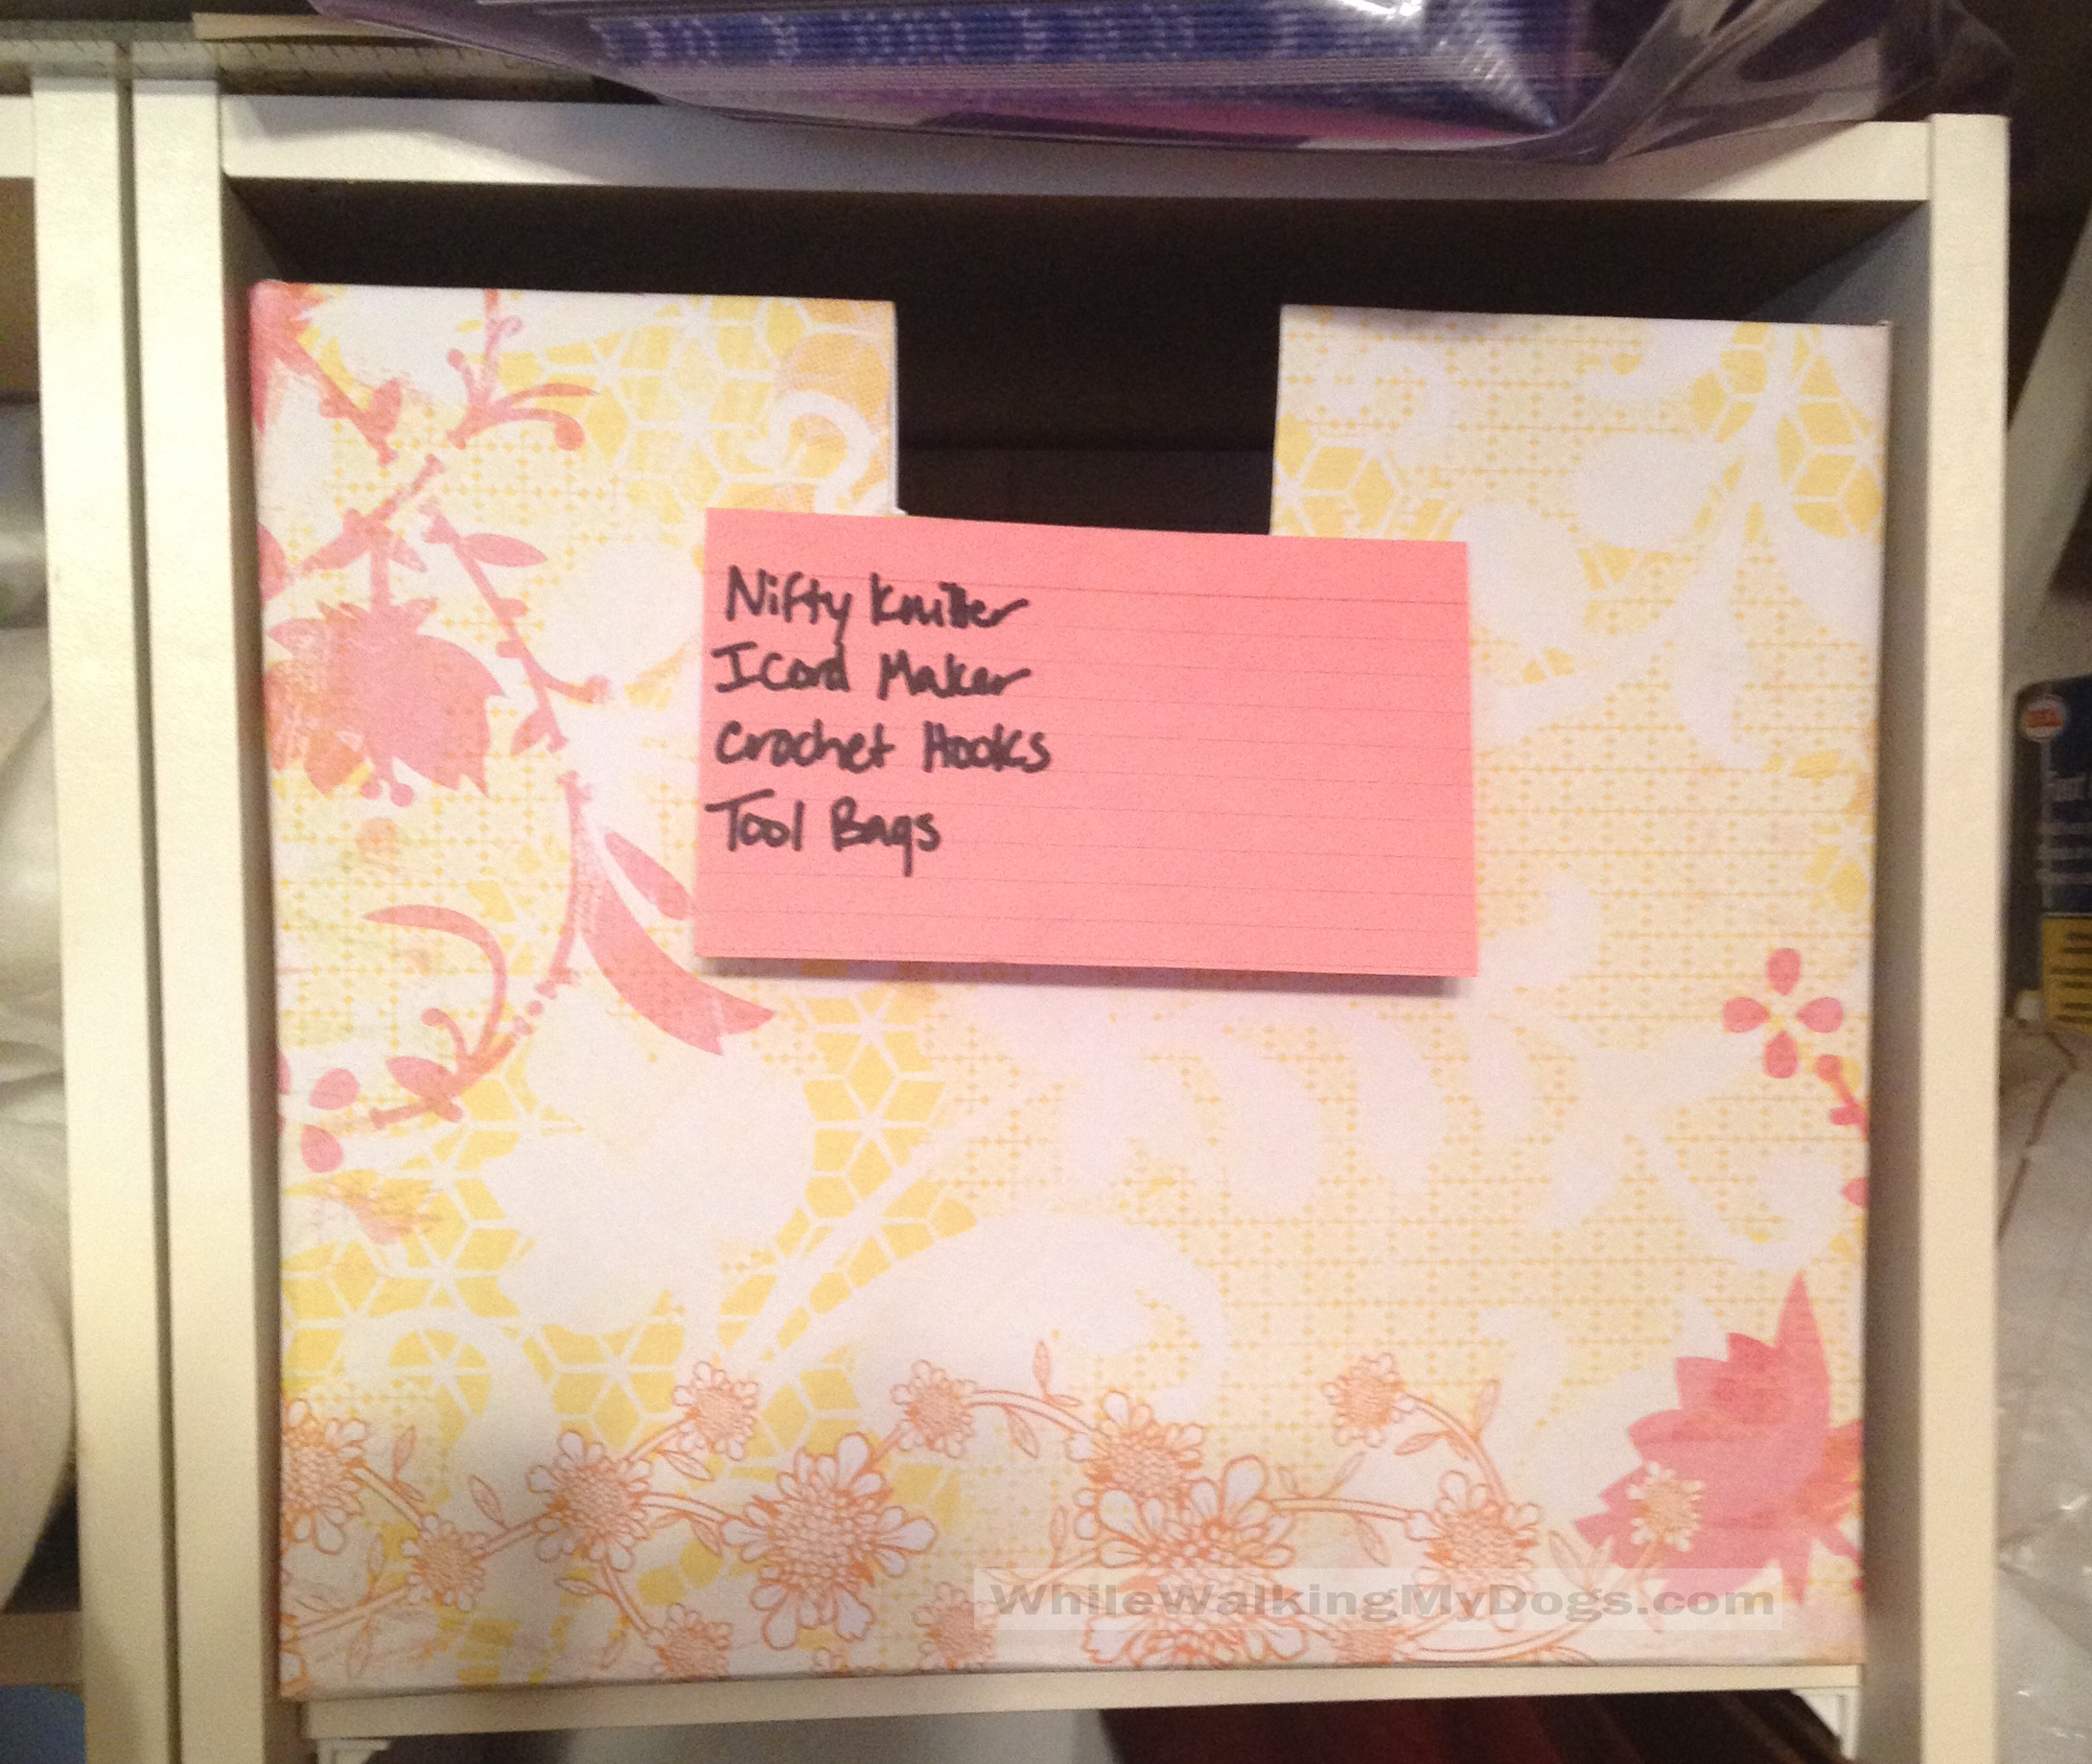 Nifty Knitter
ICord Maker
Crochet Hooks
Tool Bags
WhileWalkingMyDogs.com